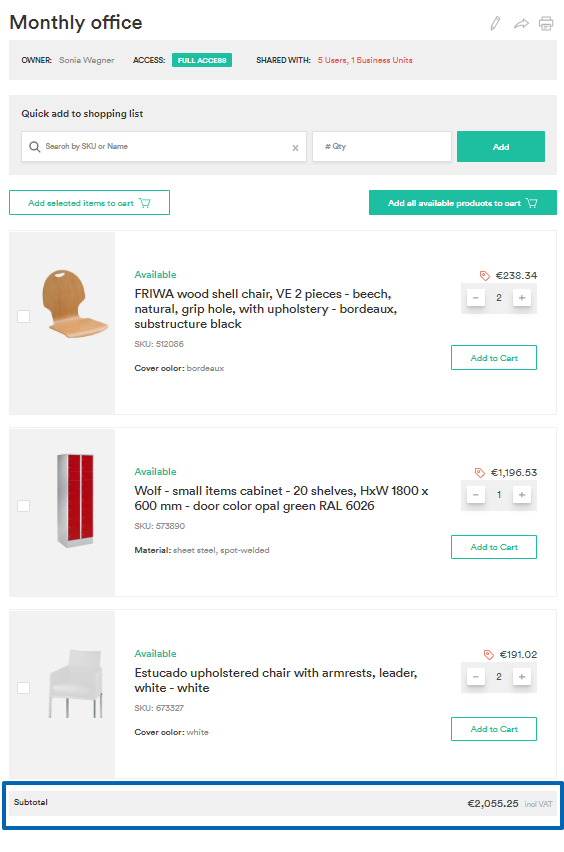 Monthly office
OWNER: Sonia Wagner ACCESS: FULL ACCESS SHARED WITH: 5 Users, 1 Business Units
Quick add to shopping list
Search by SKU or Name x # Qty Add
Add selected items to cart Add all available products to cart
Available €238.34
FRIWA wood shell chair, VE 2 pieces - beech,
natural, grip hole, with upholstery - bordeaux,
substructure black
− 2 +
SKU: 512086
Cover color: bordeaux
Add to Cart
Available €1,196.53
Wolf - small items cabinet - 20 shelves, HxW 1800 x
600 mm - door color opal green RAL 6026
− 1 +
SKU: 573890
Material: sheet steel, spot-welded
Add to Cart
Available €191.02
Estucado upholstered chair with armrests, leader,
white - white
− 2 +
SKU: 673327
Cover color: white
Add to Cart
Subtotal €2,055.25 incl VAT